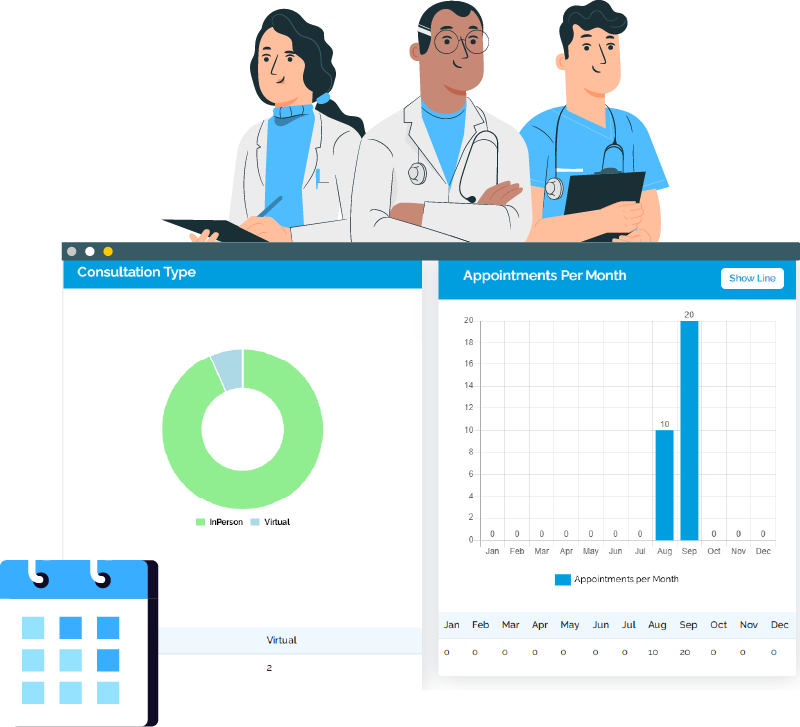 Consultation Type
Appointments Per Month
Show Line
InPerson
Virtual
20
18
16
14
12
10
8
6
4
2
0
20
10
0 0 0 0 0 0 0 0 0 0
Jan Feb Mar Apr May Jun Jul Aug Sep Oct Nov Dec
Appointments per Month
Jan Feb Mar Apr May Jun Jul Aug Sep Oct Nov Dec
0 0 0 0 0 0 0 10 20 0 0 0
Virtual
2